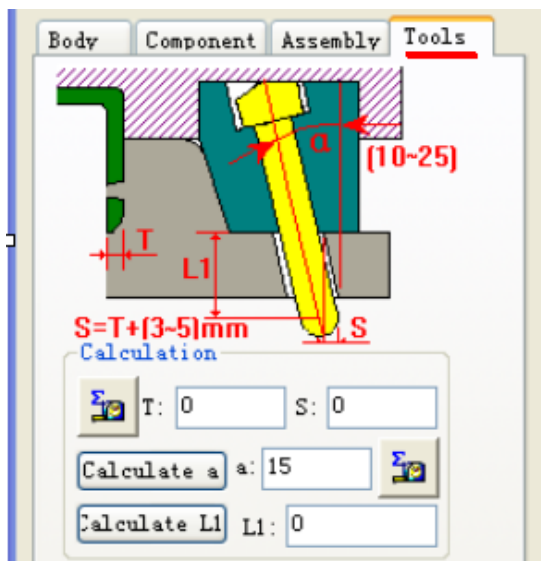 Body Component Assembly Tools
α
(10~25)
T
L1
S=T+(3~5)mm
S
Calculation
Σ T: 0 S: 0
Calculate a a: 15 Σ
Calculate L1 L1: 0